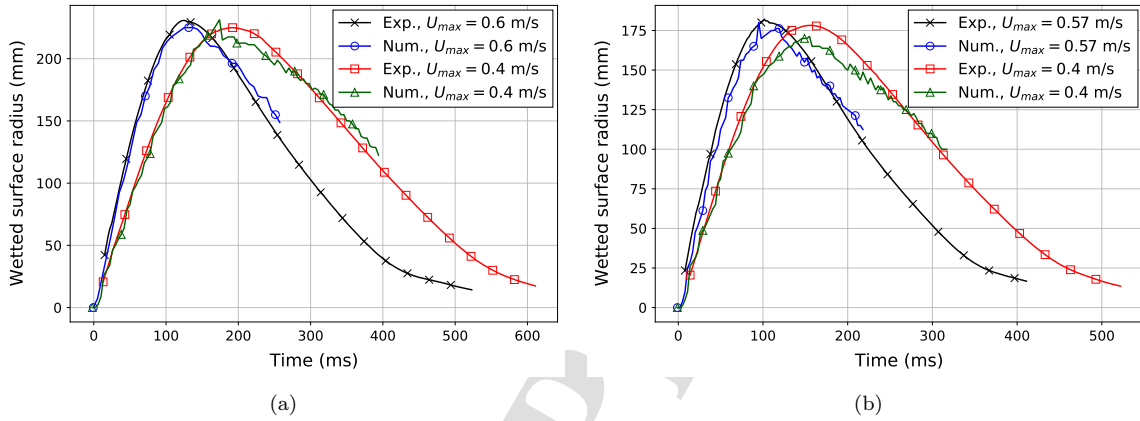 Exp., U_max = 0.6 m/s
Num., U_max = 0.6 m/s
Exp., U_max = 0.4 m/s
Num., U_max = 0.4 m/s
Wetted surface radius (mm)
200
150
100
50
0
0 100 200 300 400 500 600
Time (ms)
(a)
Exp., U_max = 0.57 m/s
Num., U_max = 0.57 m/s
Exp., U_max = 0.4 m/s
Num., U_max = 0.4 m/s
Wetted surface radius (mm)
175
150
125
100
75
50
25
0
0 100 200 300 400 500
Time (ms)
(b)